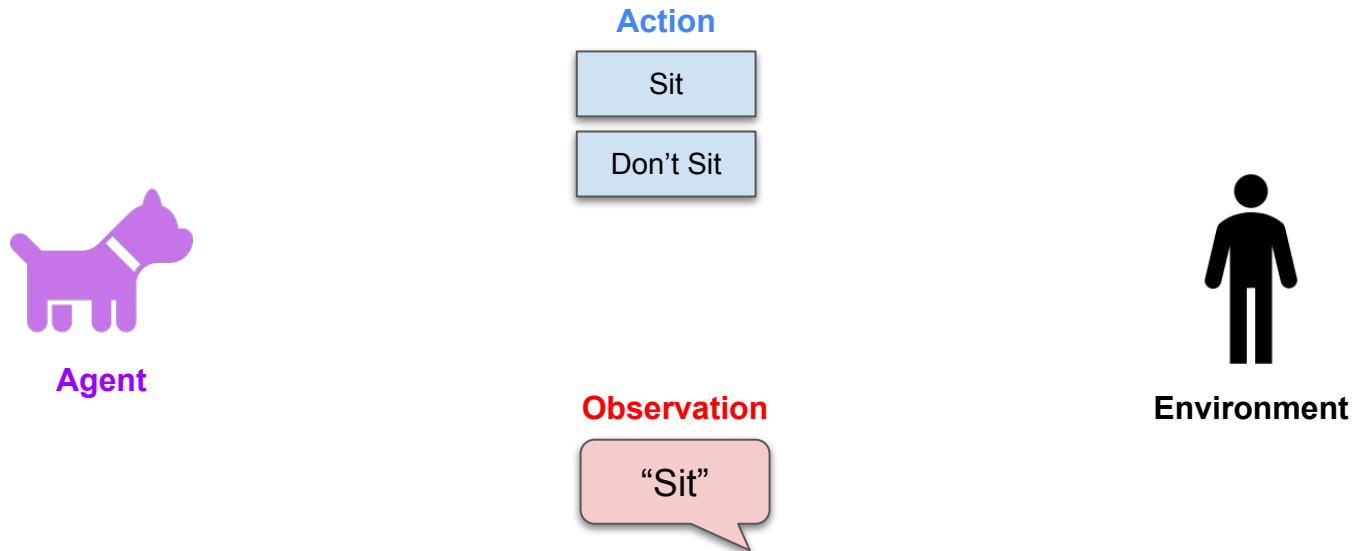 Action
Sit
Don’t Sit
Agent
Observation
Environment
“Sit”